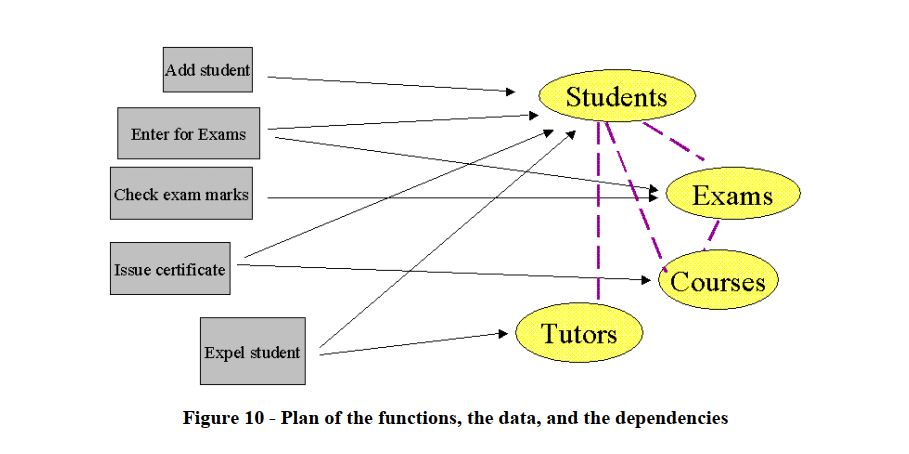 Add student
Students
Enter for Exams
Check exam marks
Exams
Issue certificate
Courses
Tutors
Expel student
Figure 10 - Plan of the functions, the data, and the dependencies